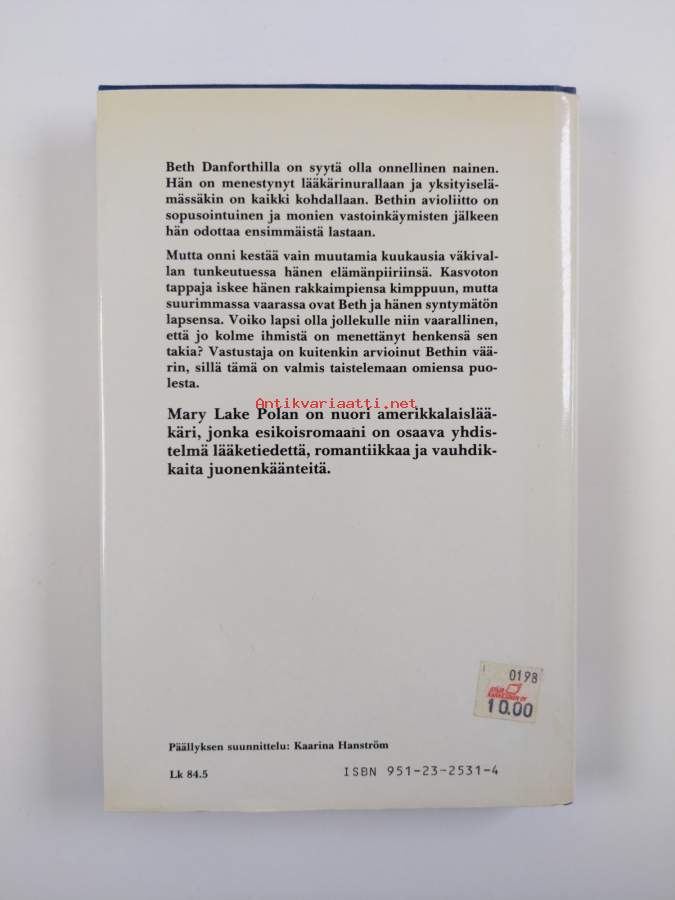 Beth Danforthilla on syytä olla onnellinen nainen.
Hän on menestynyt lääkärinurallaan ja yksityiselä-
mässäkin on kaikki kohdallaan. Bethin avioliitto on
sopusointuinen ja monien vastoinkäymisten jälkeen
hän odottaa ensimmäistä lastaan.
Mutta onni kestää vain muutamia kuukausia väkival-
lan tunkeutuessa hänen elämänpiiriinsä. Kasvoton
tappaja iskee hänen rakkaimpiensa kimppuun, mutta
suurimmassa vaarassa ovat Beth ja hänen syntymätön
lapsensa. Voiko lapsi olla jollekulle niin vaarallinen,
että jo kolme ihmistä on menettänyt henkensä sen
takia? Vastustaja on kuitenkin arvioinut Bethin vää-
rin, sillä tämä on valmis taistelemaan omiensa puo-
lesta.
Antikvariaatti.net
Mary Lake Polan on nuori amerikkalaislää-
käri, jonka esikoisromaani on osaava yhdis-
telmä lääketiedettä, romantiikkaa ja vauhdik-
kaita juonenkäänteitä.
0198
10.00
Päällyksen suunnittelu: Kaarina Hanström
Lk 84.5
ISBN 951-23-2531-4